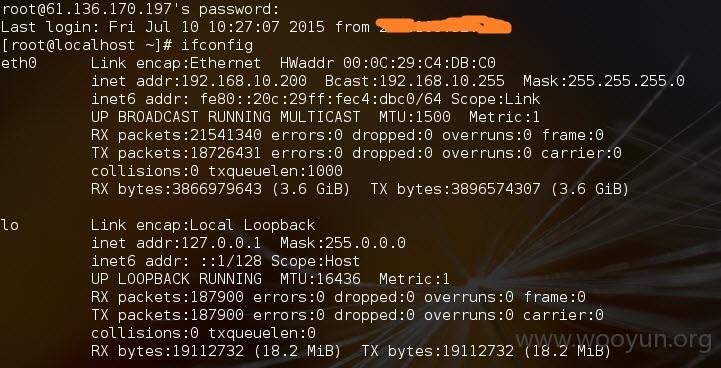 root@61.136.170.197's password:
Last login: Fri Jul 10 10:27:07 2015 from
[root@localhost ~]# ifconfig
eth0      Link encap:Ethernet  HWaddr 00:0C:29:C4:DB:C0
          inet addr:192.168.10.200  Bcast:192.168.10.255  Mask:255.255.255.0
          inet6 addr: fe80::20c:29ff:fec4:dbc0/64 Scope:Link
          UP BROADCAST RUNNING MULTICAST  MTU:1500  Metric:1
          RX packets:21541340 errors:0 dropped:0 overruns:0 frame:0
          TX packets:18726431 errors:0 dropped:0 overruns:0 carrier:0
          collisions:0 txqueuelen:1000
          RX bytes:3866979643 (3.6 GiB)  TX bytes:3896574307 (3.6 GiB)
lo        Link encap:Local Loopback
          inet addr:127.0.0.1  Mask:255.0.0.0
          inet6 addr: ::1/128 Scope:Host
          UP LOOPBACK RUNNING  MTU:16436  Metric:1
          RX packets:187900 errors:0 dropped:0 overruns:0 frame:0
          TX packets:187900 errors:0 dropped:0 overruns:0 carrier:0
          collisions:0 txqueuelen:0
          RX bytes:19112732 (18.2 MiB)  TX bytes:19112732 (18.2 MiB)
www.wooyun.org